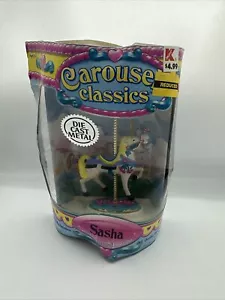 K
$4.99
REDUCED
Carousel
classics
DIE
CAST
METAL
Sasha